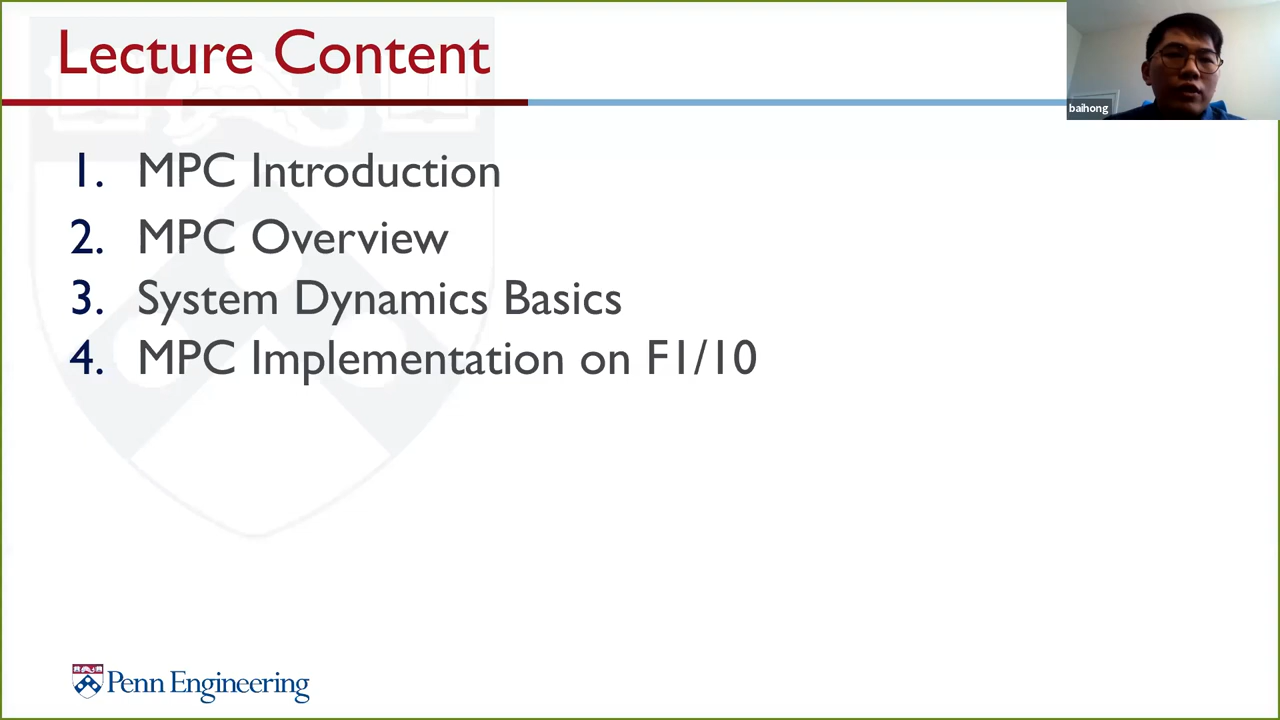 Lecture Content
baihong
1. MPC Introduction
2. MPC Overview
3. System Dynamics Basics
4. MPC Implementation on F1/10
Penn Engineering